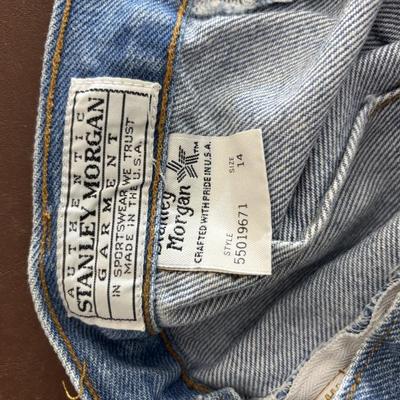 AUTHENTIC
STANLEY MORGAN
GARMENT
IN SPORTSWEAR WE TRUST
MADE IN THE U.S.A.
Stanley
Morgan TM
CRAFTED WITH PRIDE IN U.S.A.
STYLE SIZE
55019671 14